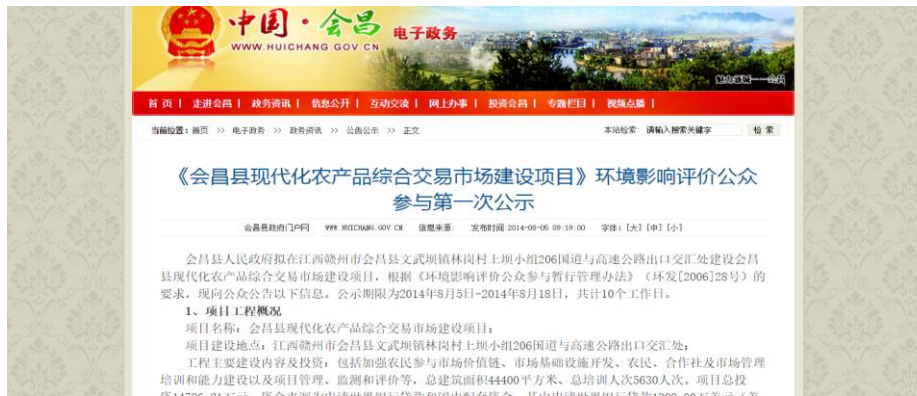 中国·会昌 电子政务
WWW.HUICHANG.GOV.CN
首页 | 走进会昌 | 政务资讯 | 信息公开 | 互动交流 | 网上办事 | 投资会昌 | 专题栏目 | 视频点播 |
当前位置：首页 >> 电子政务 >> 政务资讯 >> 公告公示 >> 正文 本站检索: 请输入搜索关键字 检 索
《会昌县现代化农产品综合交易市场建设项目》环境影响评价公众
参与第一次公示
会昌县政府门户网 WWW.HUICHANG.GOV.CN 信息来源: 发布时间:2014-08-05 09:19:00 字体：[大] [中] [小]
会昌县人民政府拟在江西赣州市会昌县文武坝镇林岗村上坝小组206国道与高速公路出口交汇处建设会昌
县现代化农产品综合交易市场建设项目，根据《环境影响评价公众参与暂行管理办法》（环发[2006]28号）的
要求，现向公众公告以下信息。公示期限为2014年8月5日-2014年8月18日，共计10个工作日。
1、项目工程概况
项目名称：会昌县现代化农产品综合交易市场建设项目；
项目建设地点：江西赣州市会昌县文武坝镇林岗村上坝小组206国道与高速公路出口交汇处；
工程主要建设内容及投资：包括加强农民参与市场价值链、市场基础设施开发、农民、合作社及市场管理
培训和能力建设以及项目管理、监测和评价等，总建筑面积44400平方米、总培训人次5630人次。项目总投